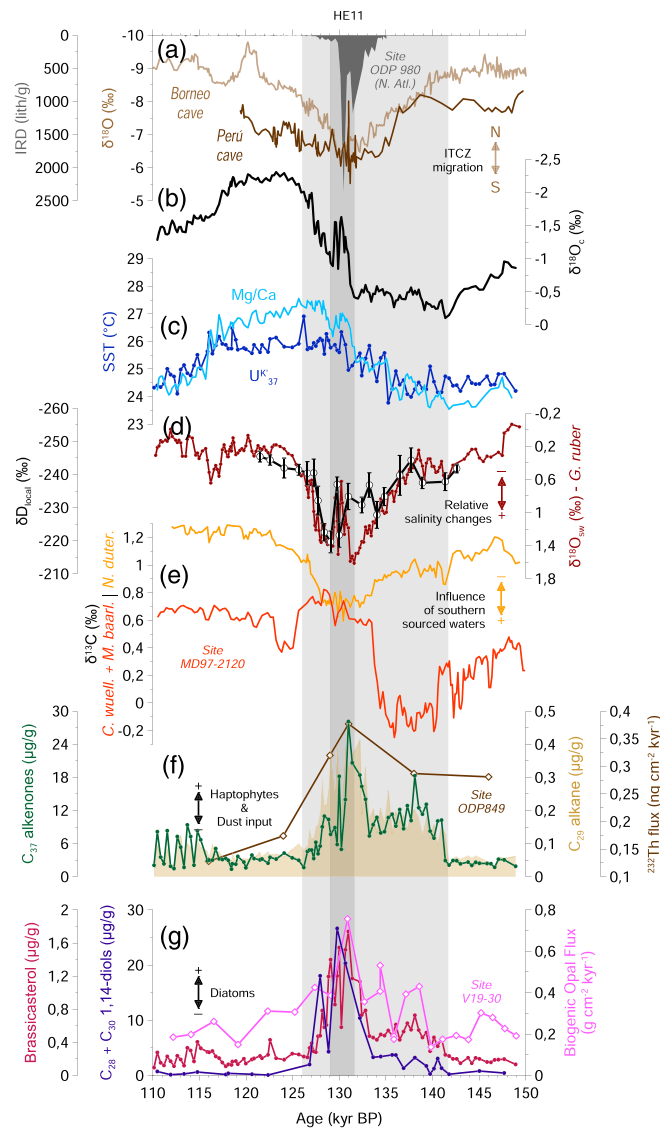 HE11
0
500
1000
1500
2000
2500
IRD (lith/g)
-10
-9
-8
-7
-6
-5
δ18O (‰)
(a)
Borneo
cave
Perú
cave
Site
ODP 980
(N. Atl.)
N
ITCZ
migration
S
(b)
-2,5
-2
-1,5
-1
-0,5
-0
δ18Oc (‰)
29
28
27
26
25
24
23
SST (°C)
(c)
Mg/Ca
UK'37
-260
-250
-240
-230
-220
-210
δDlocal (‰)
(d)
-0,2
0,2
0,6
1
1,4
1,8
δ18Osw (‰) - G. ruber
–
Relative
salinity changes
+
1,2
1
0,8
0,6
0,4
0,2
0
-0,2
δ13C (‰)
C. wuell. + M. baarl. | N. duter.
(e)
–
Influence
of southern
sourced waters
+
Site
MD97-2120
30
24
18
12
6
0
C37 alkenones (µg/g)
(f)
+
Haptophytes
&
Dust input
–
Site
ODP849
0,5
0,4
0,3
0,2
0,1
0
C29 alkane (µg/g)
0,4
0,35
0,3
0,25
0,2
0,15
0,1
232Th flux (ng cm-2 kyr-1)
2
1,6
1,2
0,8
0,4
0
Brassicasterol (µg/g)
30
20
10
0
C28 + C30 1,14-diols (µg/g)
(g)
+
Diatoms
–
Site
V19-30
0,8
0,6
0,4
0,2
0
Biogenic Opal Flux
(g cm-2 kyr-1)
110 115 120 125 130 135 140 145 150
Age (kyr BP)